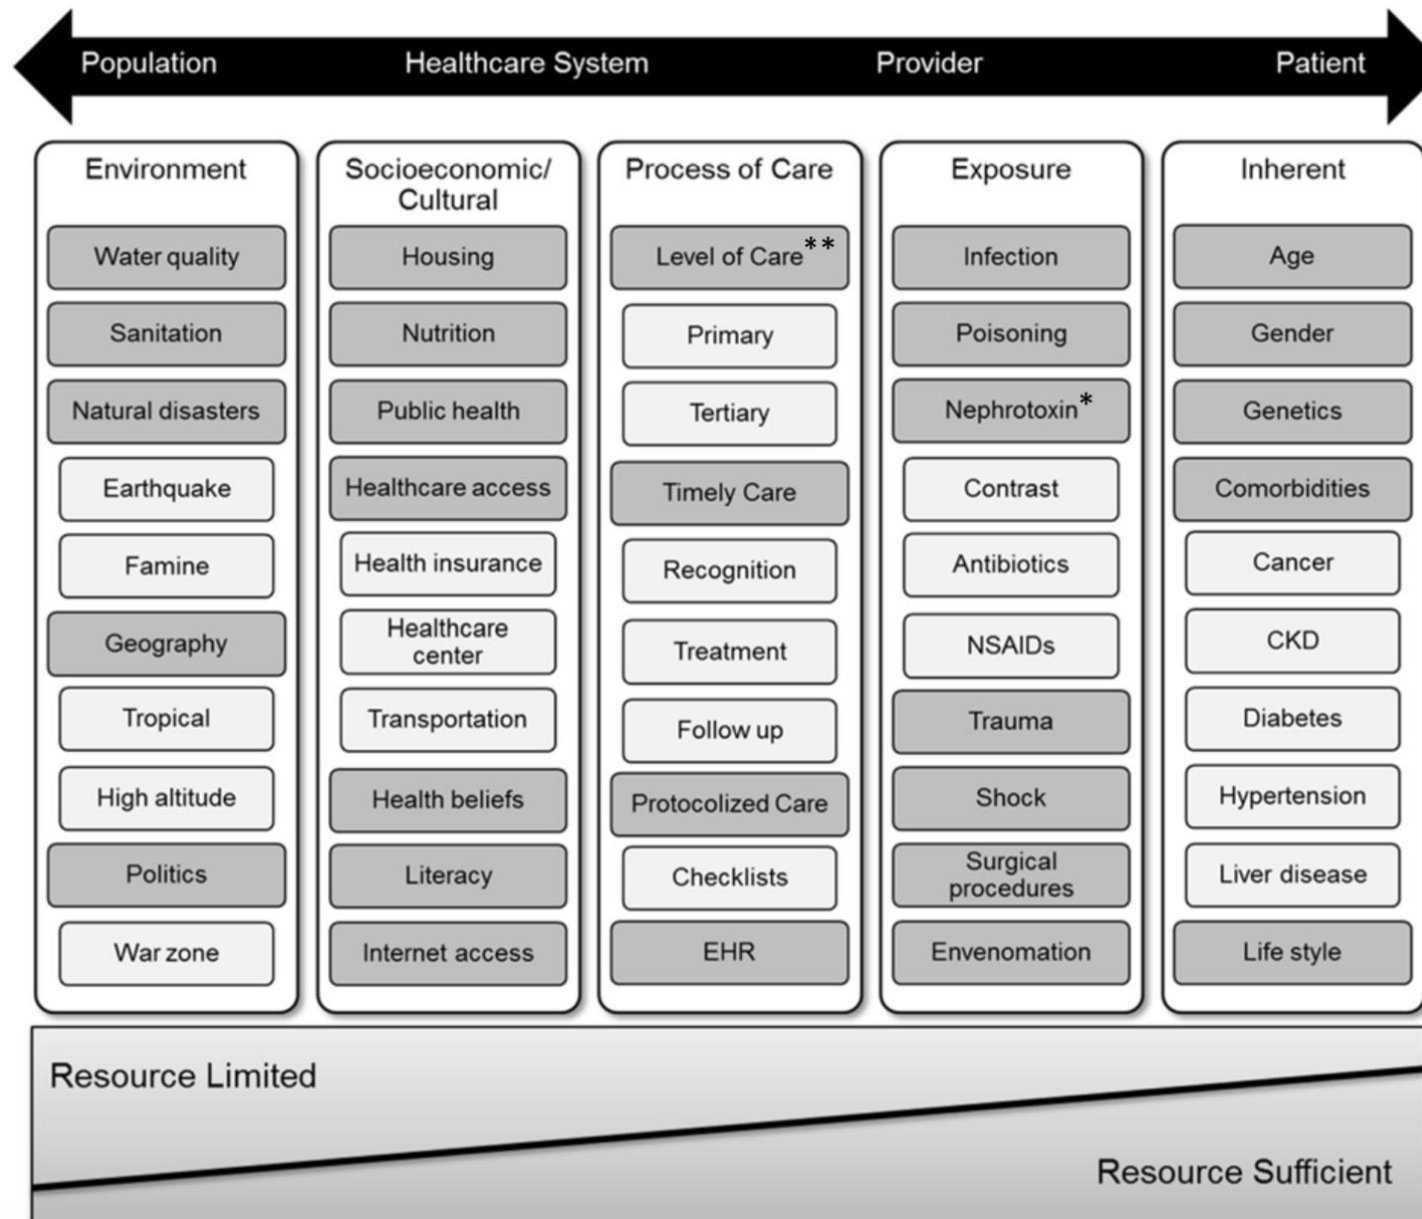 Population
Healthcare System
Provider
Patient
Environment
Water quality
Sanitation
Natural disasters
Earthquake
Famine
Geography
Tropical
High altitude
Politics
War zone
Socioeconomic/
Cultural
Housing
Nutrition
Public health
Healthcare access
Health insurance
Healthcare
center
Transportation
Health beliefs
Literacy
Internet access
Process of Care
Level of Care**
Primary
Tertiary
Timely Care
Recognition
Treatment
Follow up
Protocolized Care
Checklists
EHR
Exposure
Infection
Poisoning
Nephrotoxin*
Contrast
Antibiotics
NSAIDs
Trauma
Shock
Surgical
procedures
Envenomation
Inherent
Age
Gender
Genetics
Comorbidities
Cancer
CKD
Diabetes
Hypertension
Liver disease
Life style
Resource Limited
Resource Sufficient